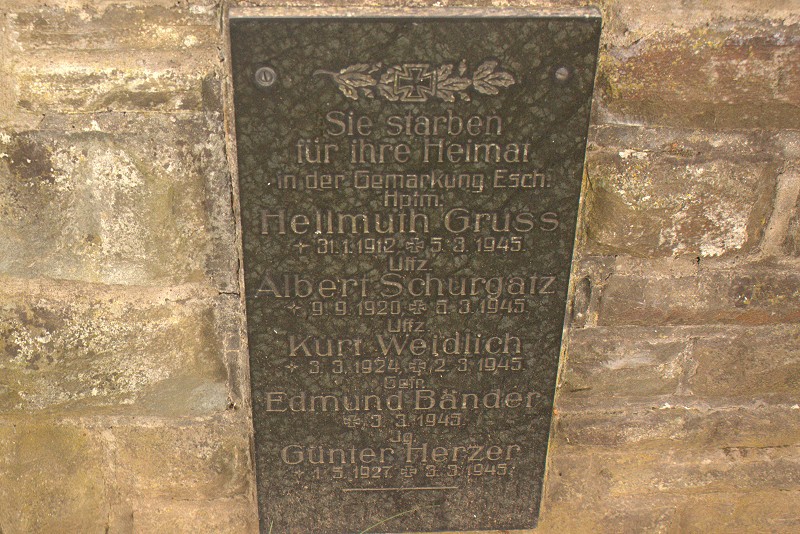 Sie starben
für ihre Heimat
in der Gemarkung Esch:
Hptm.
Hellmuth Gruss
31.1.1912 5.3.1945.
Uffz.
Albert Schurgatz
9.9.1920 5.3.1945.
Uffz.
Kurt Weidlich
3.3.1924 2.3.1945.
Gefr.
Edmund Bänder
3.3.1945.
Jg.
Günter Herzer
1.5.1927 3.3.1945.